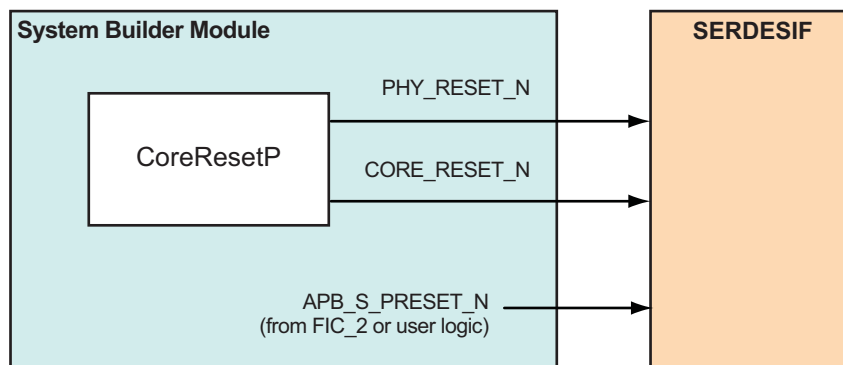 System Builder Module
SERDESIF
PHY_RESET_N
CoreResetP
CORE_RESET_N
APB_S_PRESET_N
(from FIC_2 or user logic)